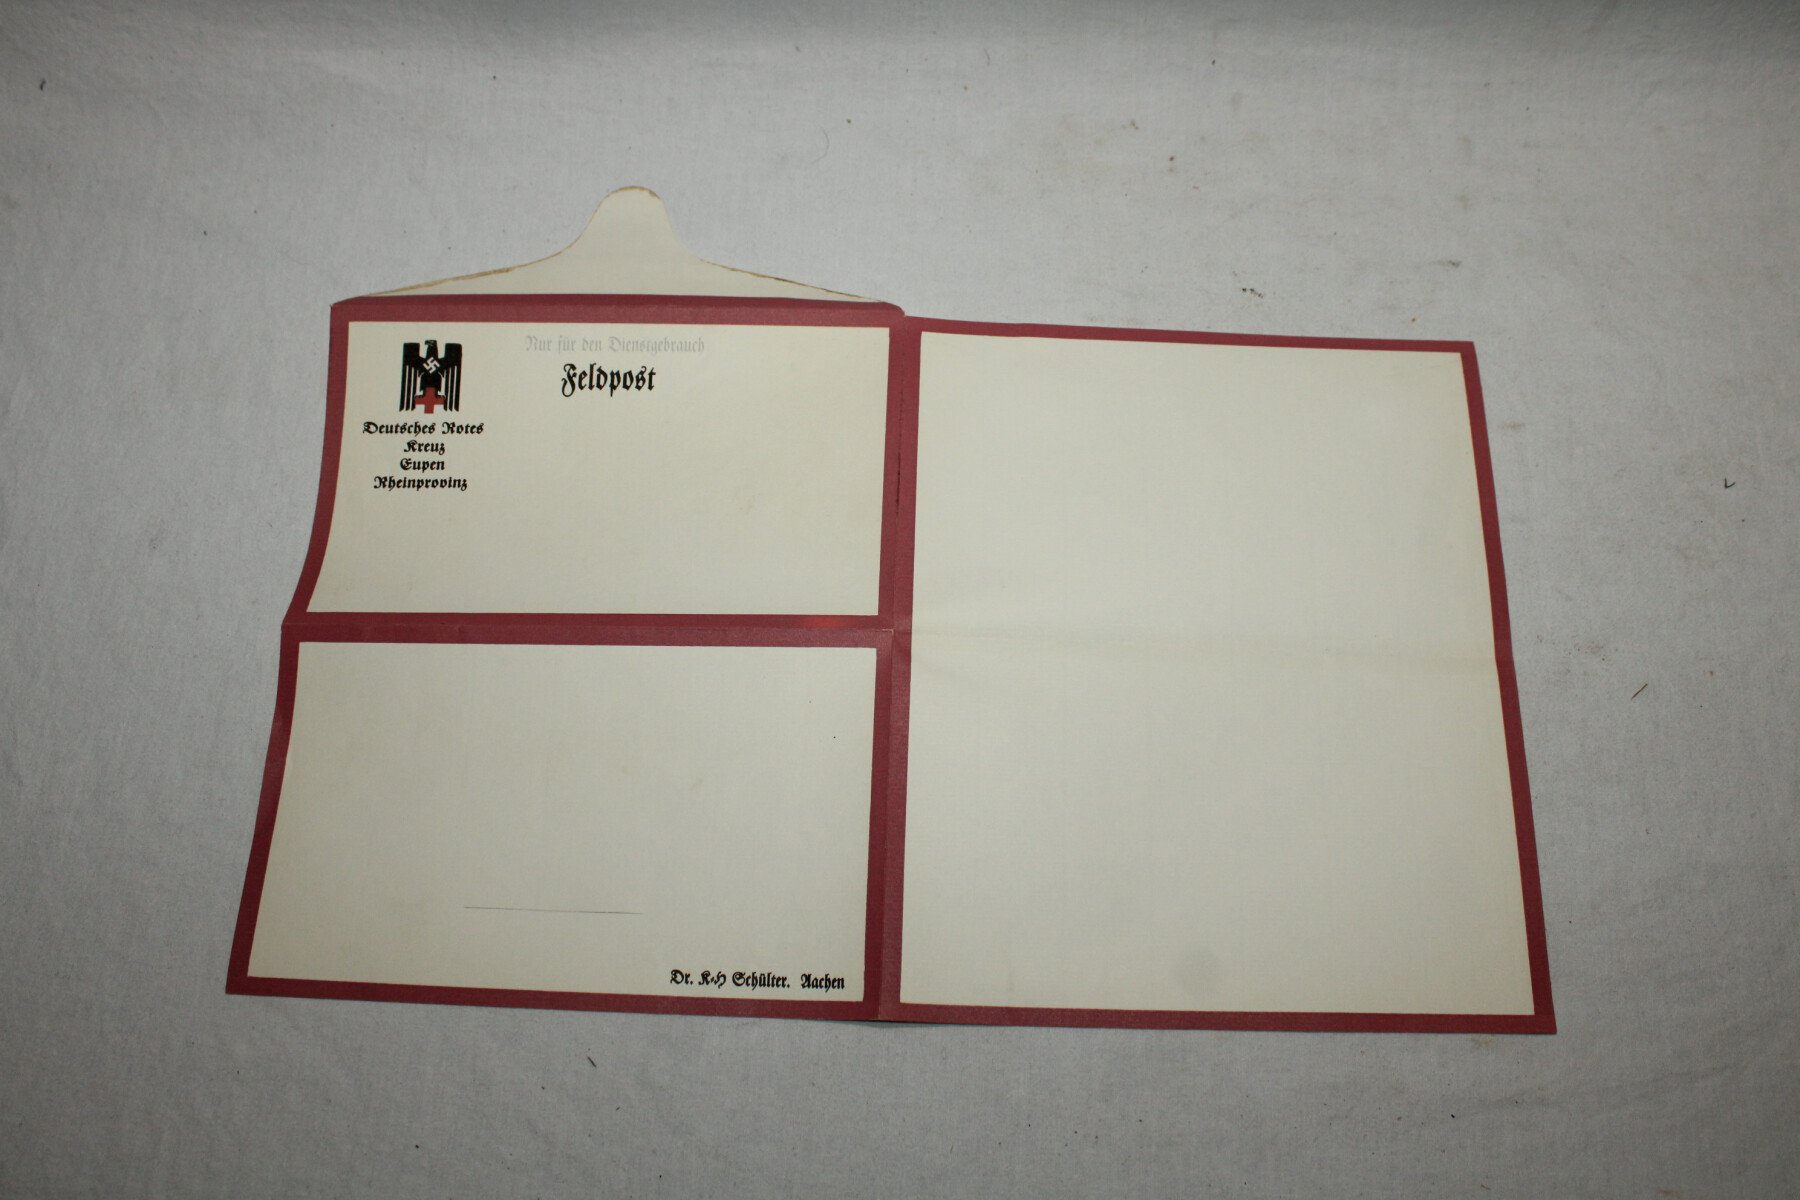 Nur für den Dienstgebrauch
Feldpost
Deutsches Rotes
Kreuz
Eupen
Rheinprovinz
Dr. K+H Schülter. Aachen